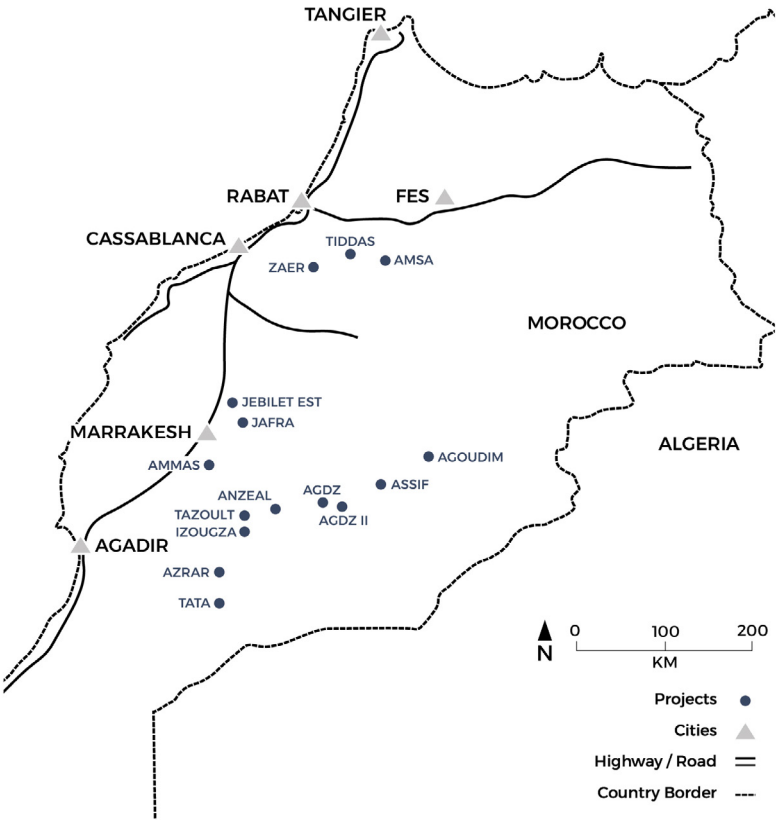 TANGIER
RABAT
FES
CASSABLANCA
TIDDAS
ZAER
AMSA
MOROCCO
JEBILET EST
JAFRA
MARRAKESH
ALGERIA
AGOUDIM
AMMAS
ASSIF
ANZEAL
AGDZ
TAZOULT
AGDZ II
IZOUGZA
AGADIR
AZRAR
TATA
N
0 100 200
KM
Projects
Cities
Highway / Road
Country Border